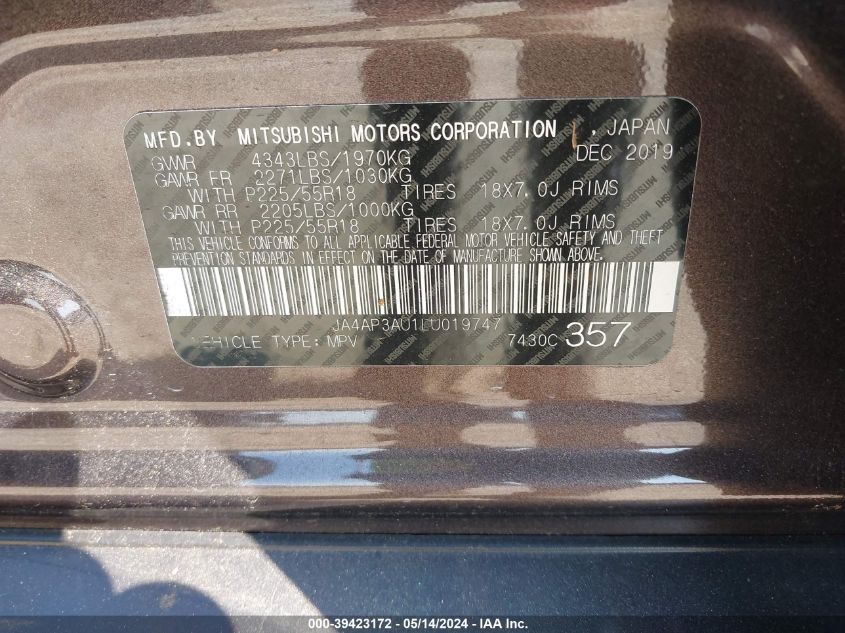 MFD.BY MITSUBISHI MOTORS CORPORATION , JAPAN
GVWR 4343LBS/1970KG DEC 2019
GAWR FR 2271LBS/1030KG
WITH P225/55R18 TIRES 18X7.0J RIMS
GAWR RR 2205LBS/1000KG
WITH P225/55R18 TIRES 18X7.0J RIMS
THIS VEHICLE CONFORMS TO ALL APPLICABLE FEDERAL MOTOR VEHICLE SAFETY AND THEFT
PREVENTION STANDARDS IN EFFECT ON THE DATE OF MANUFACTURE SHOWN ABOVE.
JA4AP3AU1LU019747
VEHICLE TYPE: MPV 7430C 357
000-39423172 - 05/14/2024 - IAA Inc.